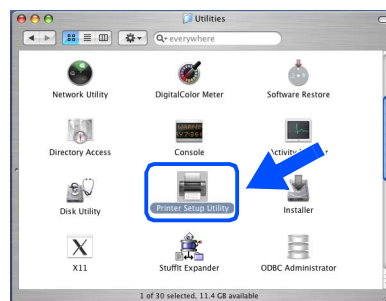 Utilities
everywhere
Network Utility
DigitalColor Meter
Software Restore
Directory Access
Console
Disk Utility
Printer Setup Utility
Installer
X11
StuffIt Expander
ODBC Administrator
1 of 30 selected, 11.4 GB available